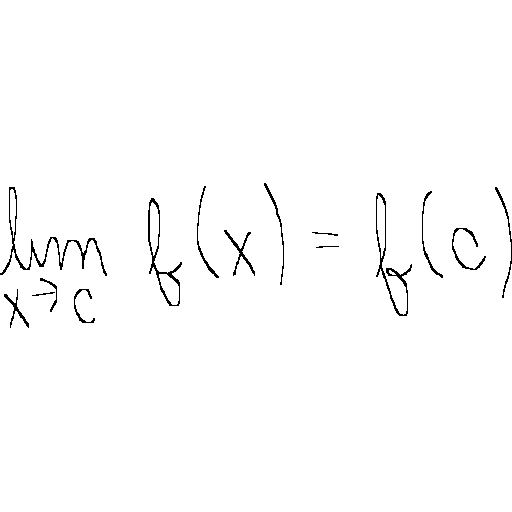 lim f(x) = f(c)
x→c